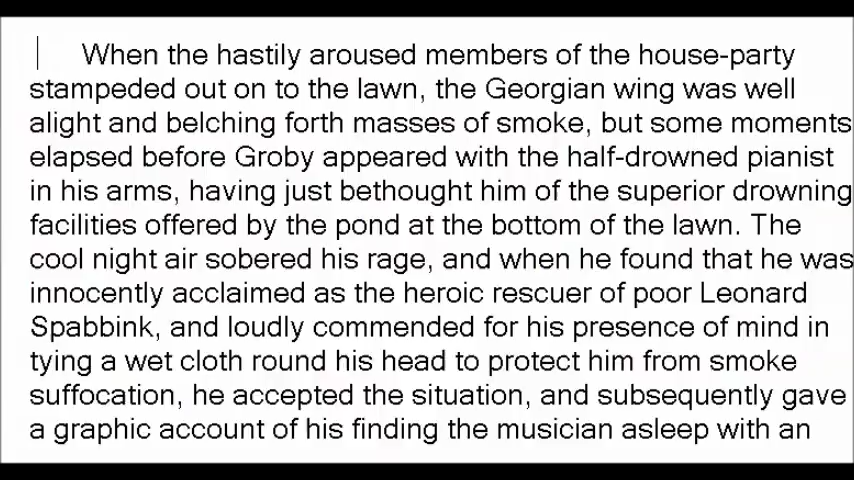 When the hastily aroused members of the house-party
stampeded out on to the lawn, the Georgian wing was well
alight and belching forth masses of smoke, but some moments
elapsed before Groby appeared with the half-drowned pianist
in his arms, having just bethought him of the superior drowning
facilities offered by the pond at the bottom of the lawn. The
cool night air sobered his rage, and when he found that he was
innocently acclaimed as the heroic rescuer of poor Leonard
Spabbink, and loudly commended for his presence of mind in
tying a wet cloth round his head to protect him from smoke
suffocation, he accepted the situation, and subsequently gave
a graphic account of his finding the musician asleep with an